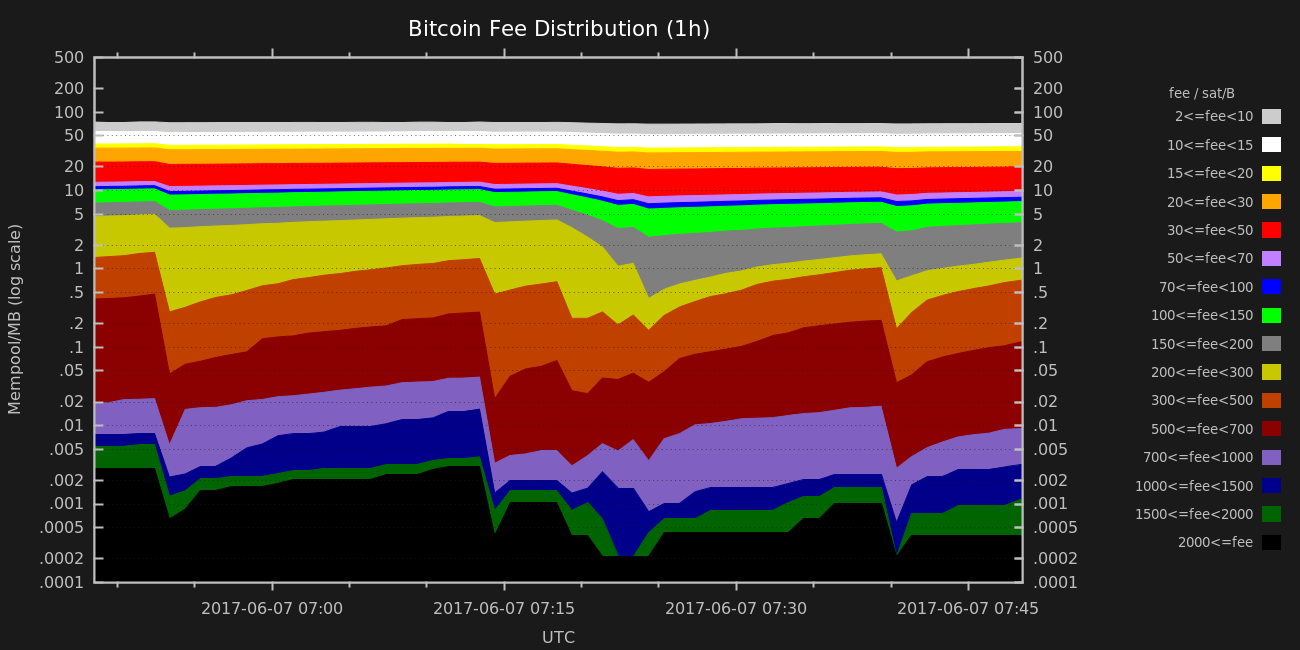 Bitcoin Fee Distribution (1h)
500 500
200 200
100 100
50 50
20 20
10 10
5 5
2 2
1 1
.5 .5
.2 .2
.1 .1
.05 .05
.02 .02
.01 .01
.005 .005
.002 .002
.001 .001
.0005 .0005
.0002 .0002
.0001 .0001
Mempool/MB (log scale)
2017-06-07 07:00 2017-06-07 07:15 2017-06-07 07:30 2017-06-07 07:45
UTC
fee / sat/B
2<=fee<10
10<=fee<15
15<=fee<20
20<=fee<30
30<=fee<50
50<=fee<70
70<=fee<100
100<=fee<150
150<=fee<200
200<=fee<300
300<=fee<500
500<=fee<700
700<=fee<1000
1000<=fee<1500
1500<=fee<2000
2000<=fee